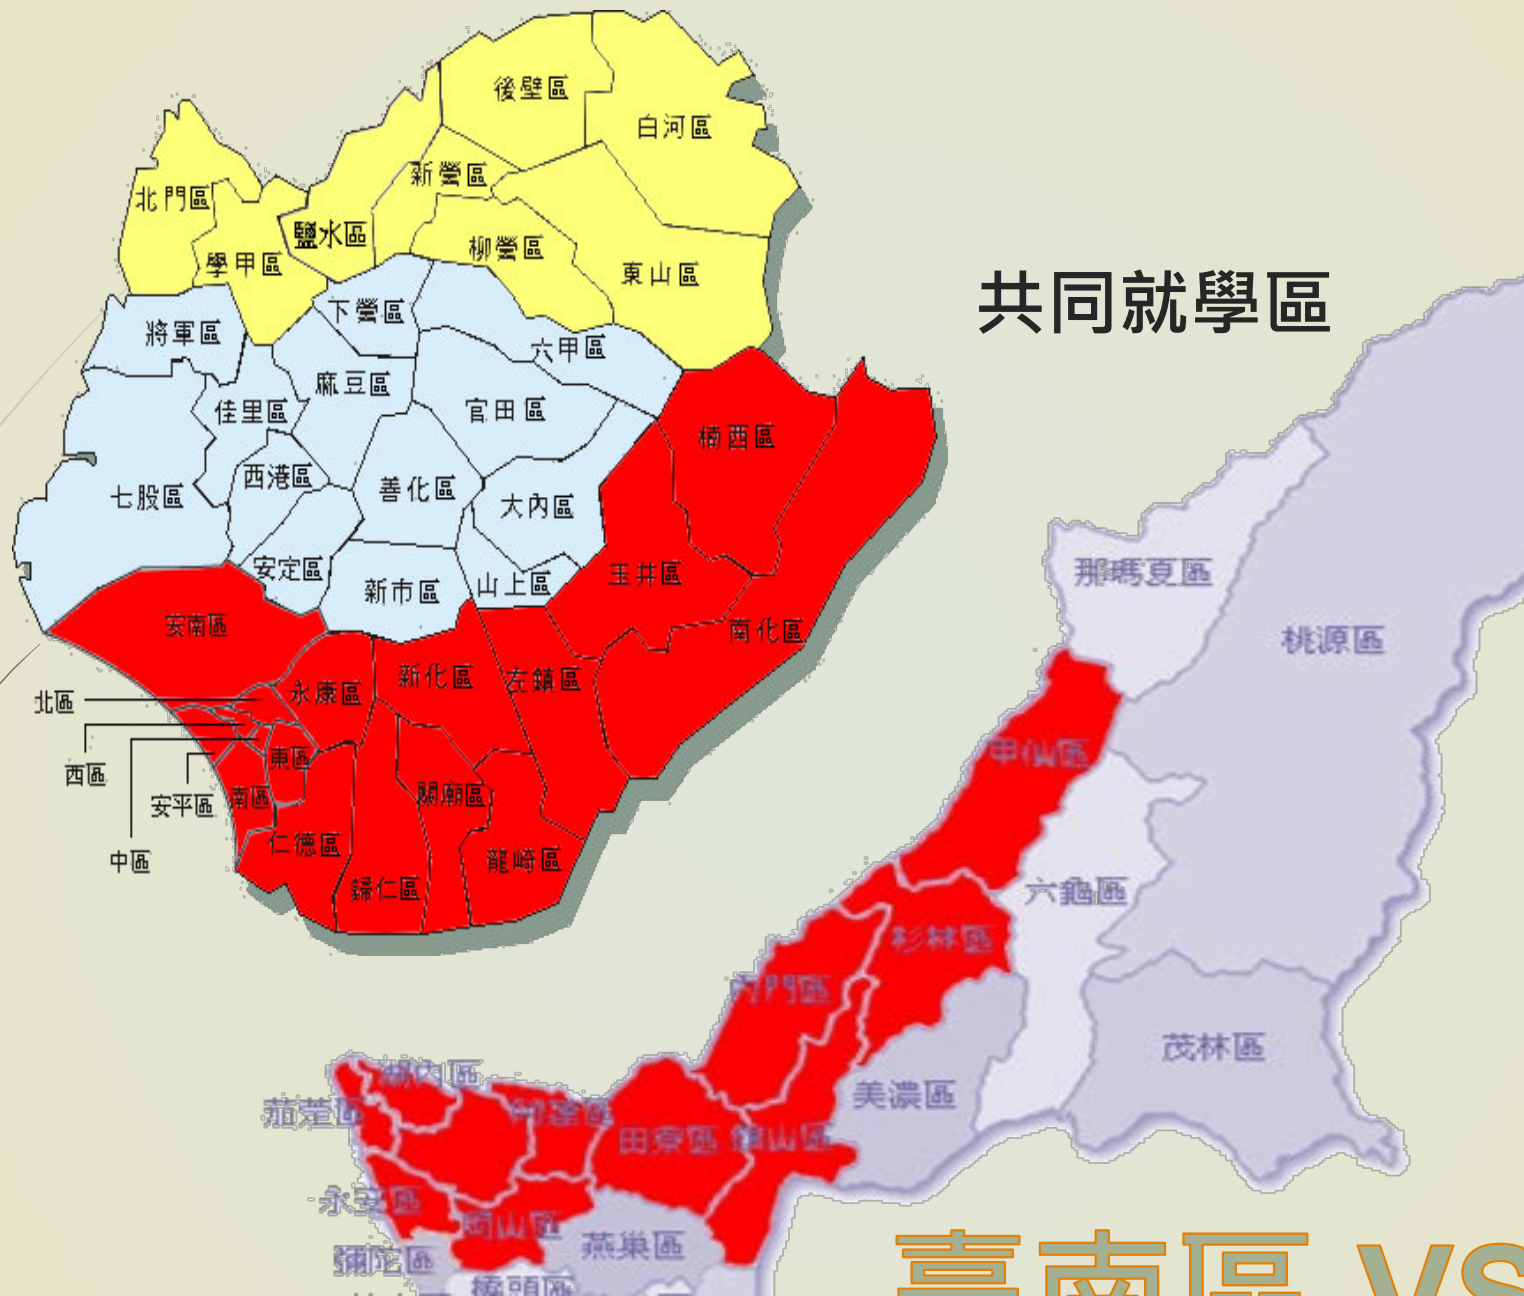 後壁區
白河區
新營區
北門區
鹽水區
柳營區
學甲區
東山區
下營區
將軍區
六甲區
麻豆區
佳里區
官田區
楠西區
西港區
善化區
七股區
大內區
安定區
新市區
山上區
玉井區
安南區
南化區
永康區
新化區
左鎮區
北區
東區
西區
安平區
南區
關廟區
中區
仁德區
龍崎區
歸仁區
共同就學區
那瑪夏區
桃源區
甲仙區
六龜區
杉林區
內門區
茂林區
美濃區
湖內區
茄萣區
田寮區
旗山區
永安區
岡山區
燕巢區
彌陀區
橋頭區
臺南區 VS